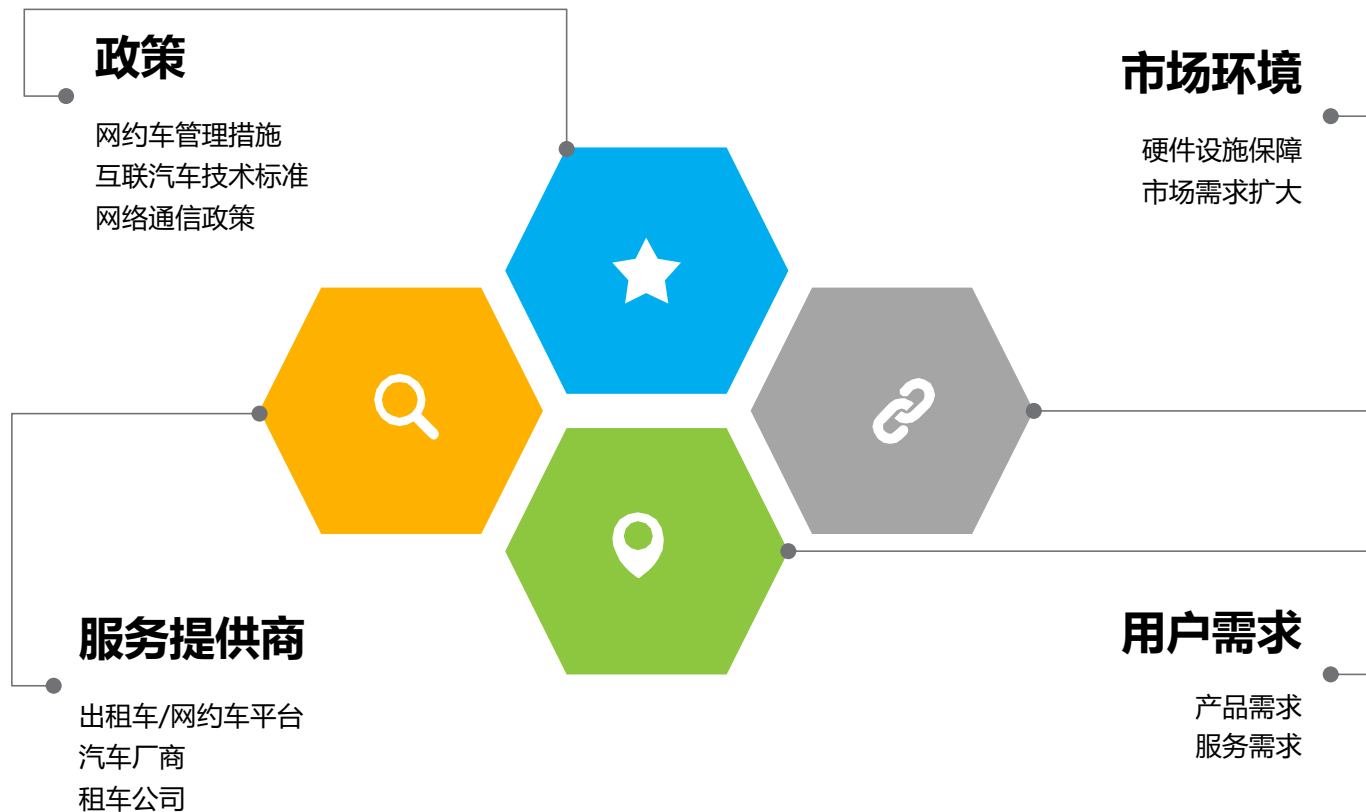 政策
网约车管理措施
互联汽车技术标准
网络通信政策
市场环境
硬件设施保障
市场需求扩大
服务提供商
出租车/网约车平台
汽车厂商
租车公司
用户需求
产品需求
服务需求